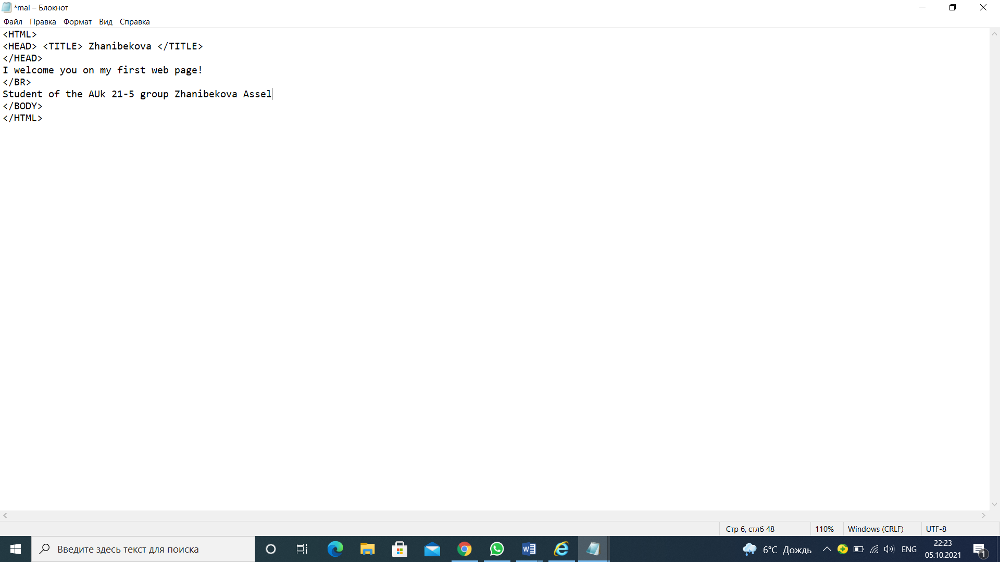 *mal – Блокнот
Файл Правка Формат Вид Справка
<HTML>
<HEAD> <TITLE> Zhanibekova </TITLE>
</HEAD>
I welcome you on my first web page!
</BR>
Student of the AUk 21-5 group Zhanibekova Assel
</BODY>
</HTML>
Стр 6, стлб 48 110% Windows (CRLF) UTF-8
Введите здесь текст для поиска
6°C Дождь ENG
22:23
05.10.2021
1